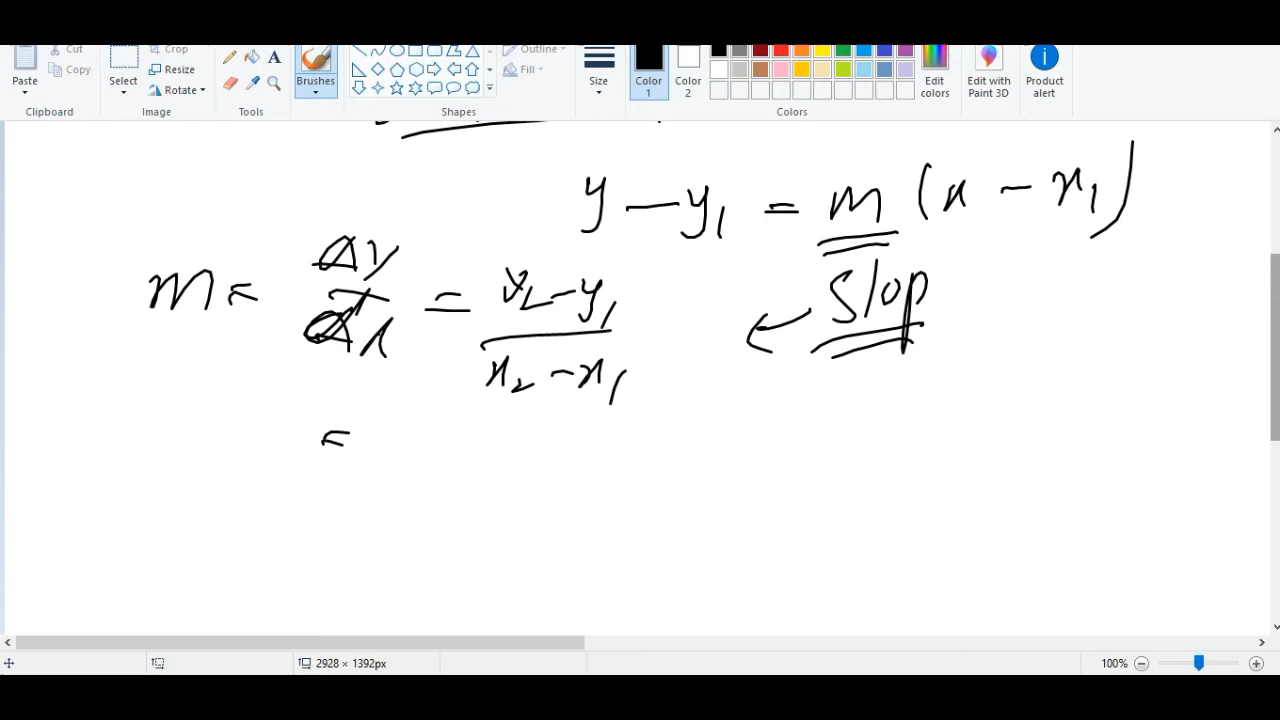 Cut
Crop
Outline
Copy
Resize
Fill
Paste
Select
Rotate
Brushes
Size
Color 1
Color 2
Edit colors
Edit with Paint 3D
Product alert
Clipboard
Image
Tools
Shapes
Colors
y — y₁ = m (x − x₁)
m = Δy/Δx = y₂ − y₁/x₂ − x₁
Slop
=
2928 × 1392px
100%